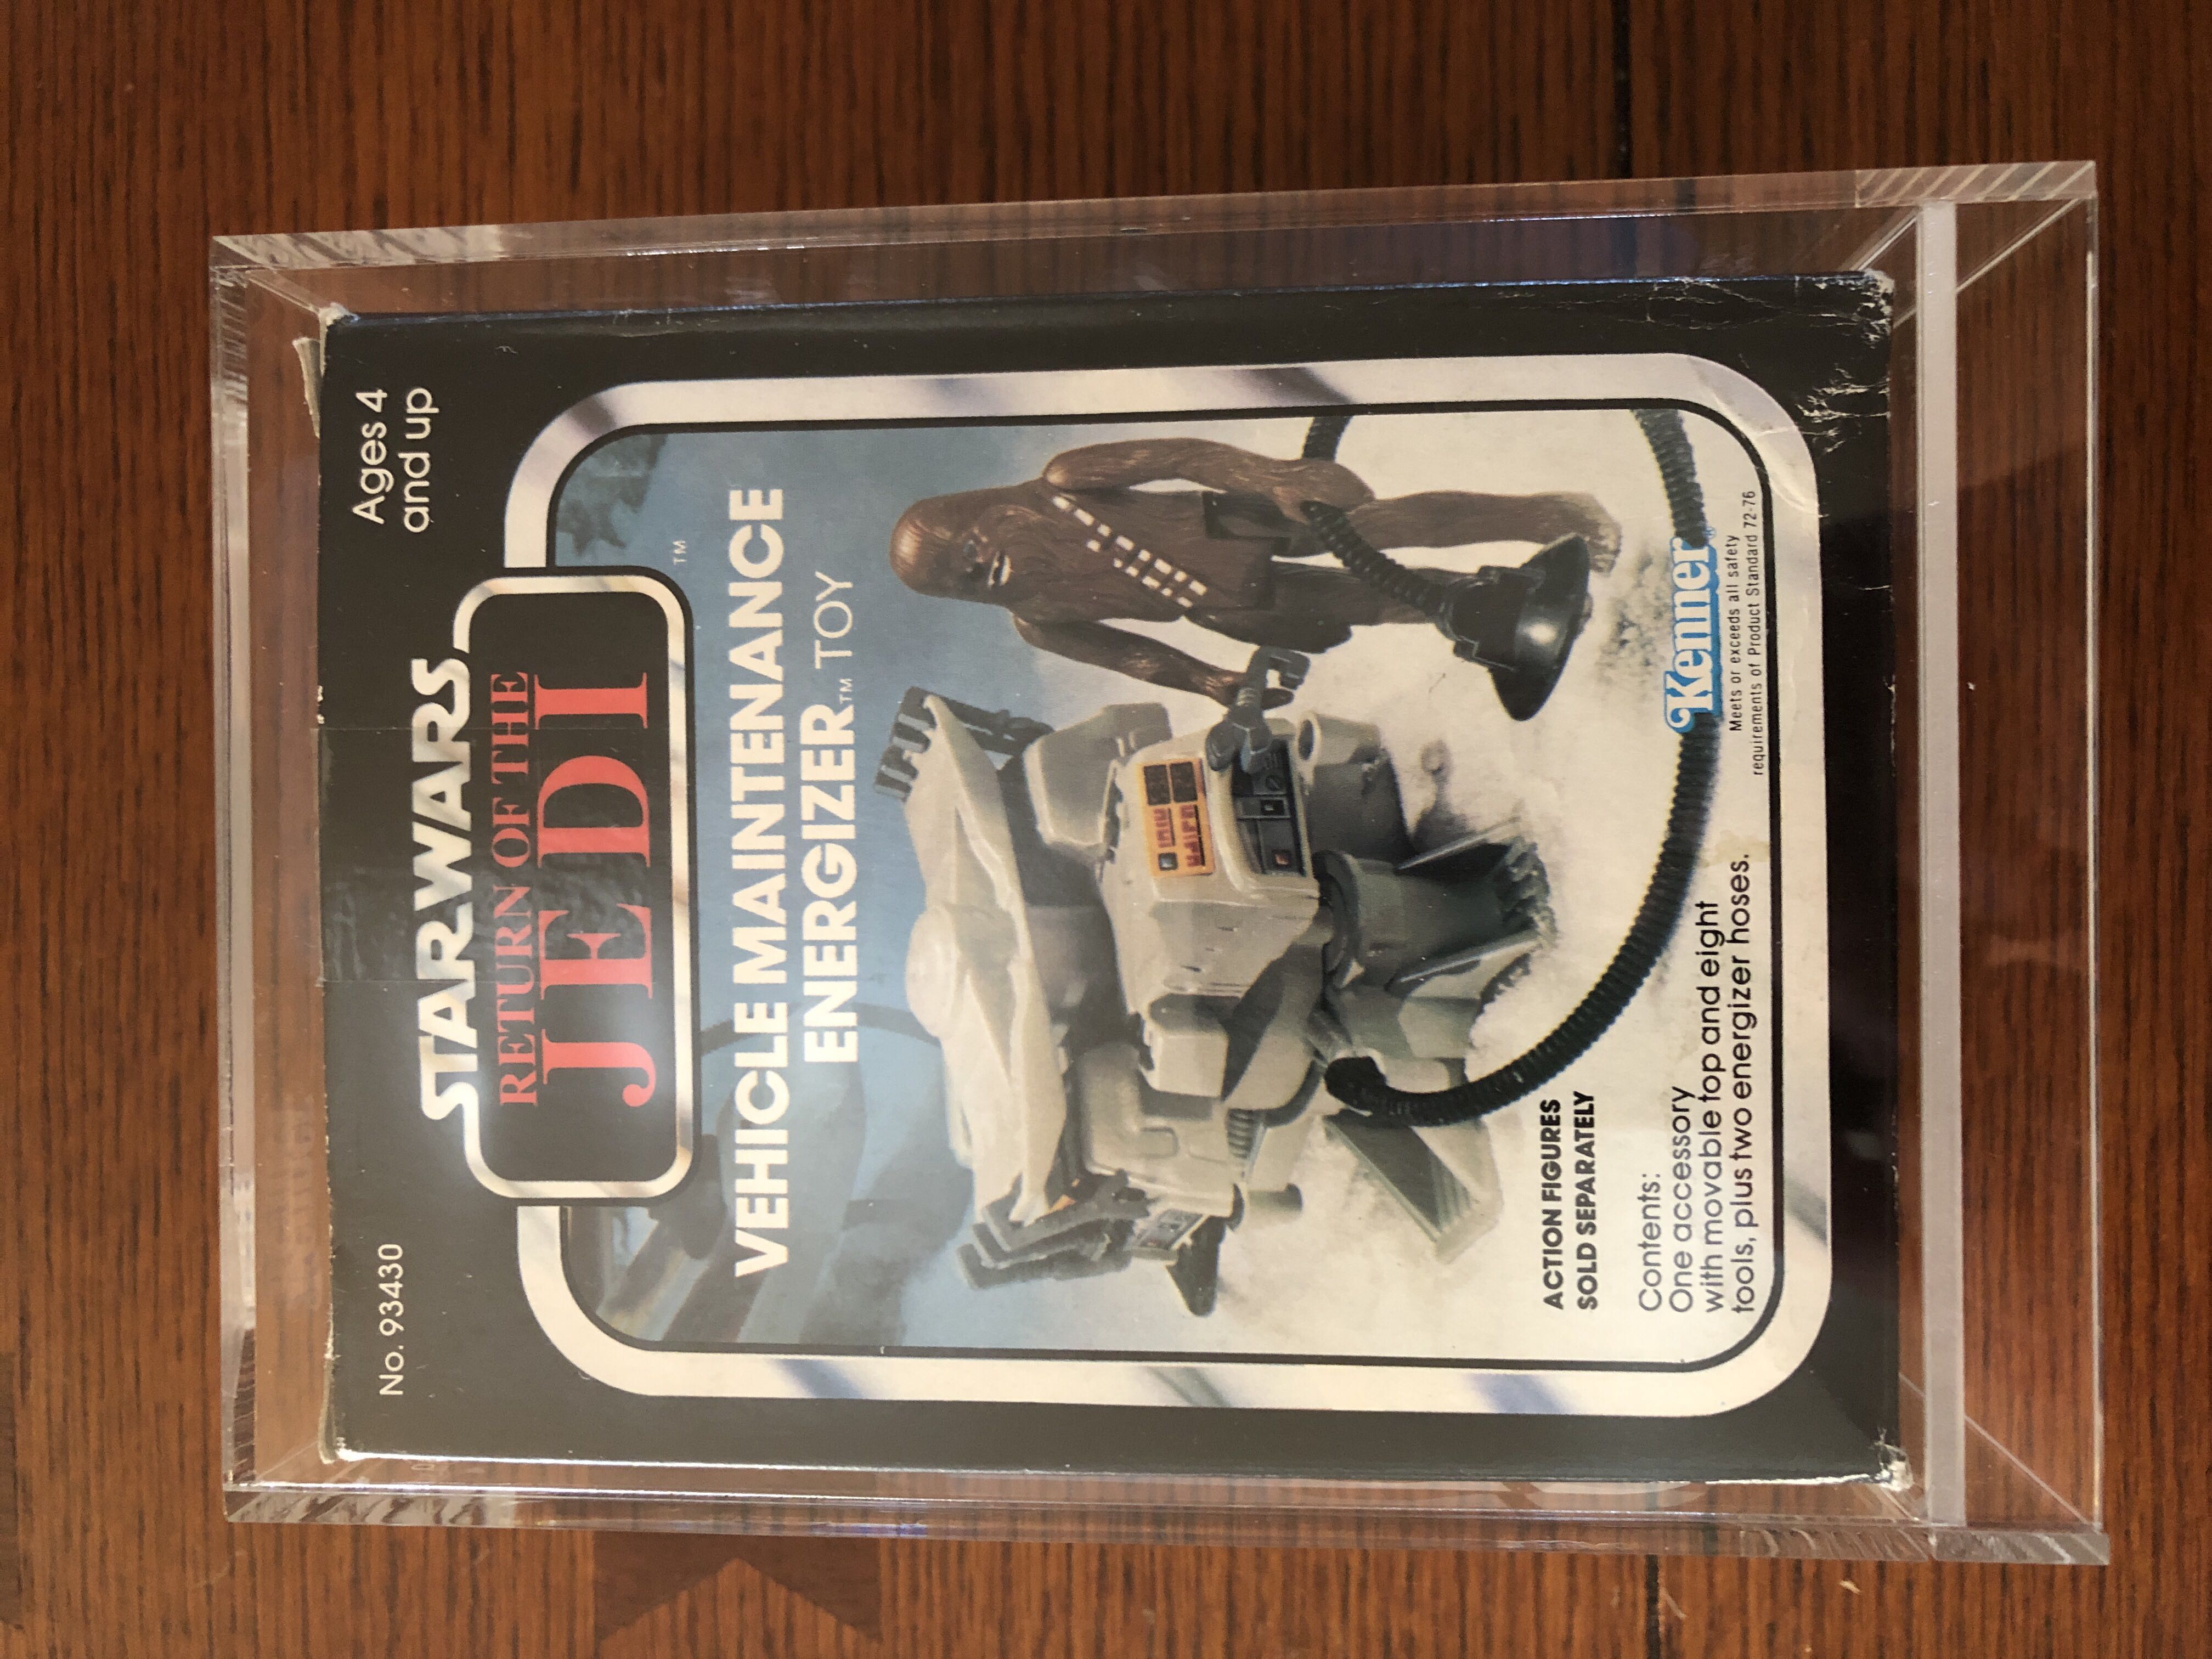 No. 93430
Ages 4
and up
STAR WARS
RETURN OF THE
JEDI
™
VEHICLE MAINTENANCE
ENERGIZER™ TOY
ACTION FIGURES
SOLD SEPARATELY
Contents:
One accessory
with movable top and eight
tools, plus two energizer hoses.
Kenner®
Meets or exceeds all safety
requirements of Product Standard 72-76